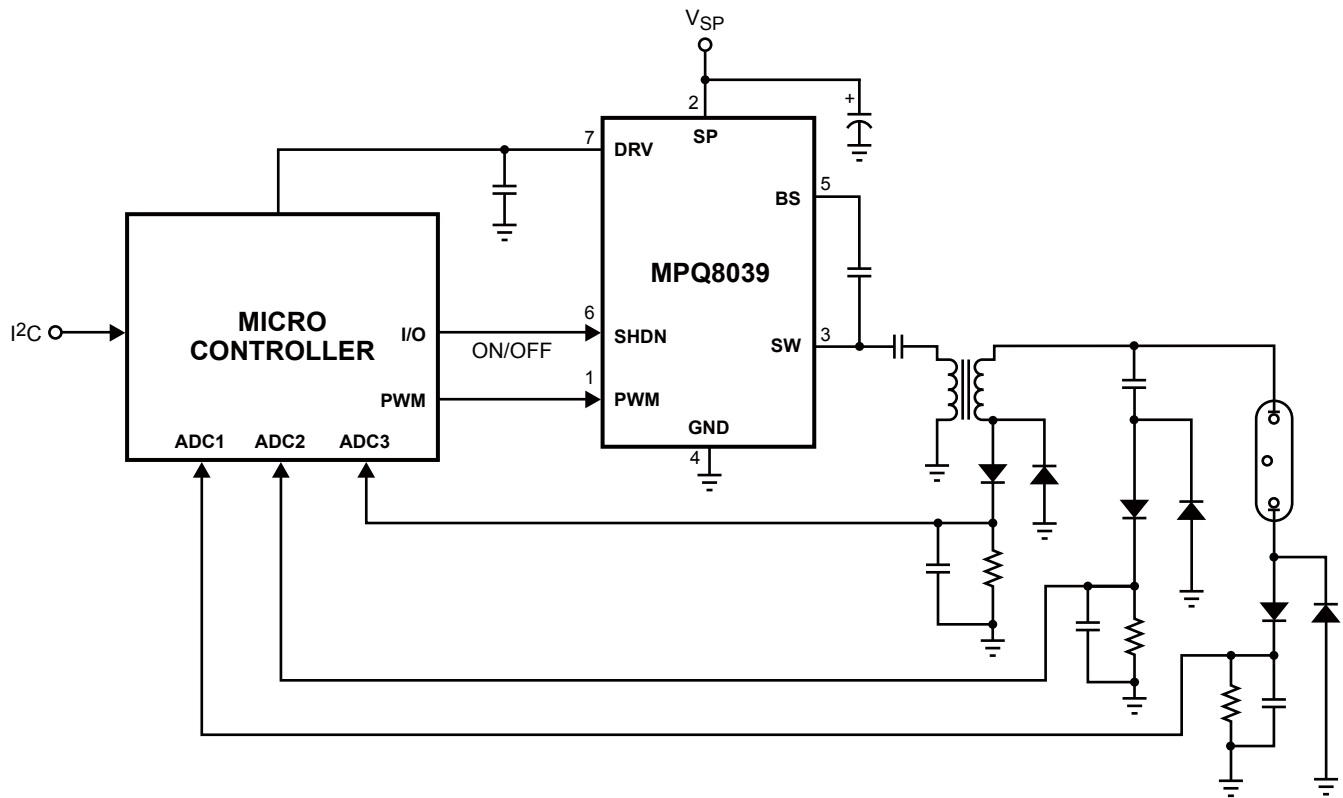 VSP
+
2
SP
7
DRV
5
BS
MPQ8039
MICRO
CONTROLLER
I²C
I/O
ON/OFF
6
SHDN
3
SW
PWM
1
PWM
GND
4
ADC1 ADC2 ADC3